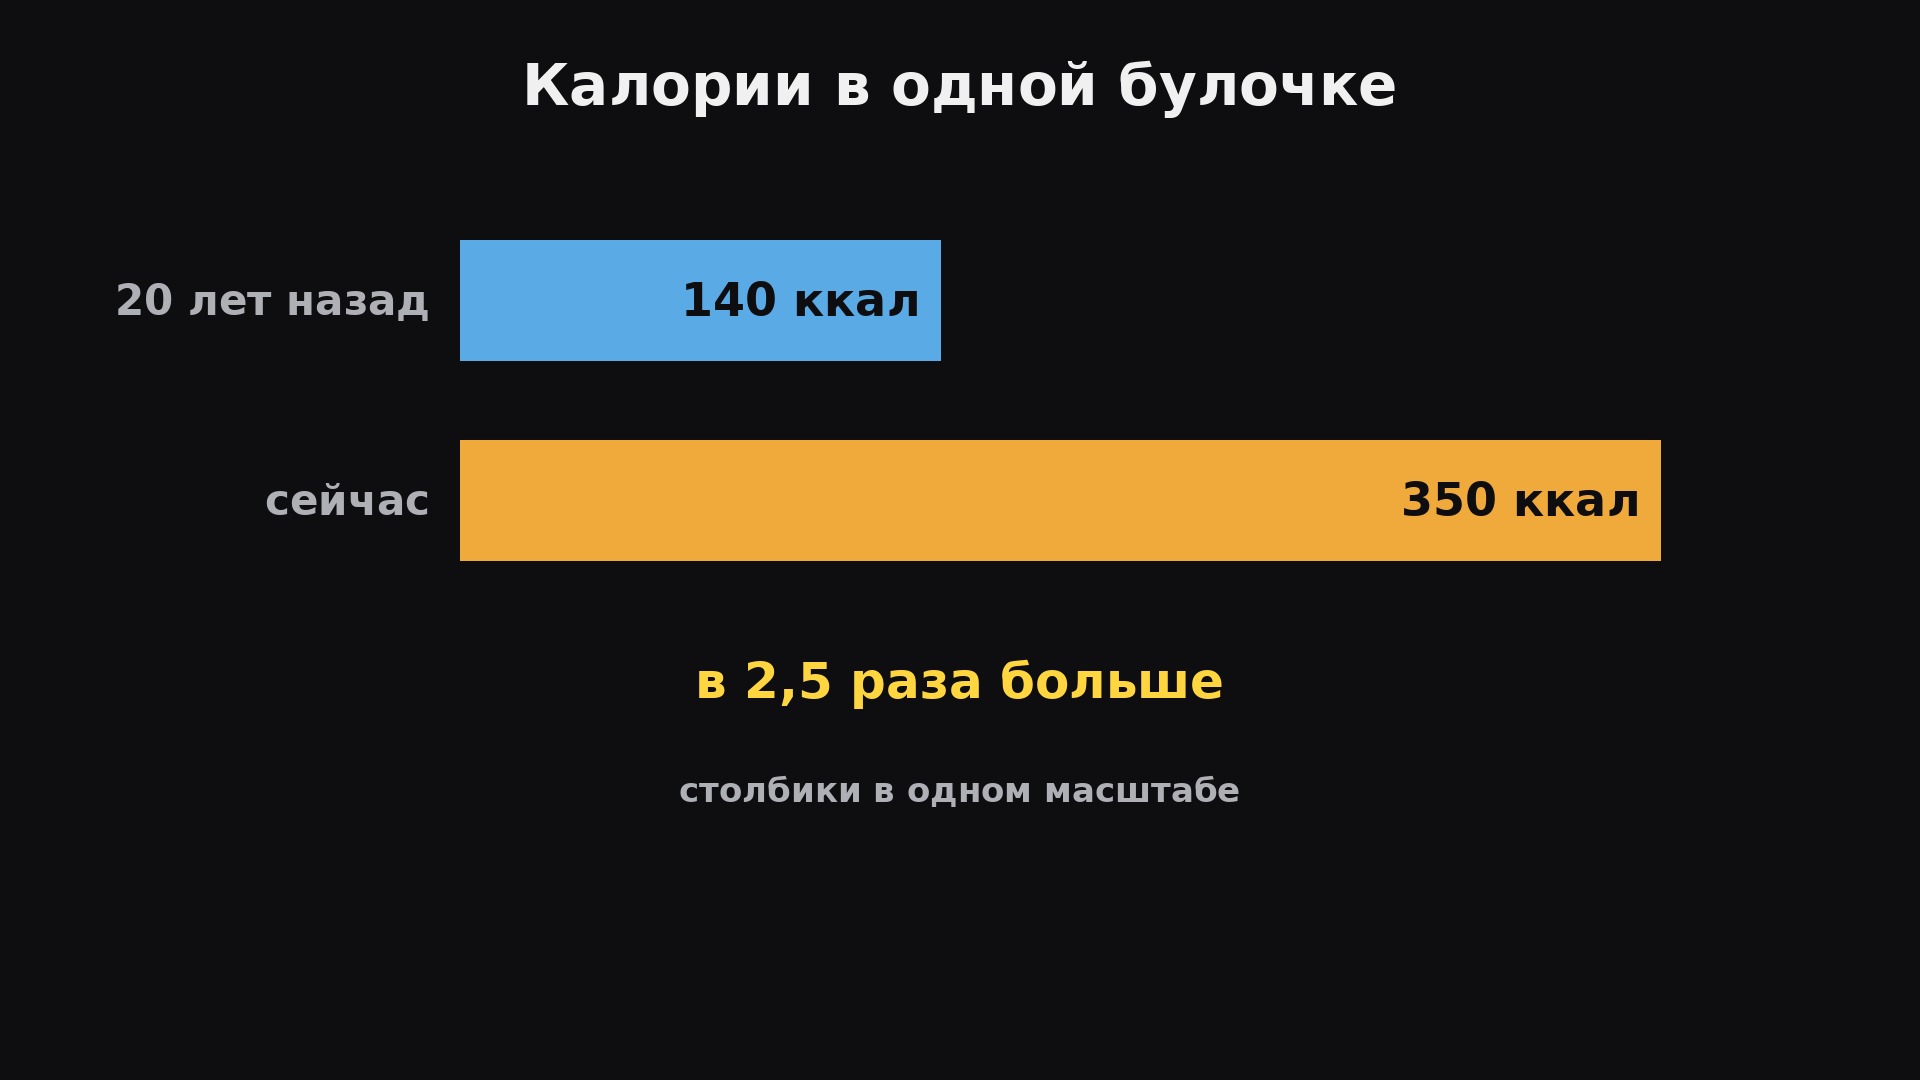 Калории в одной булочке
20 лет назад
140 ккал
сейчас
350 ккал
в 2,5 раза больше
столбики в одном масштабе